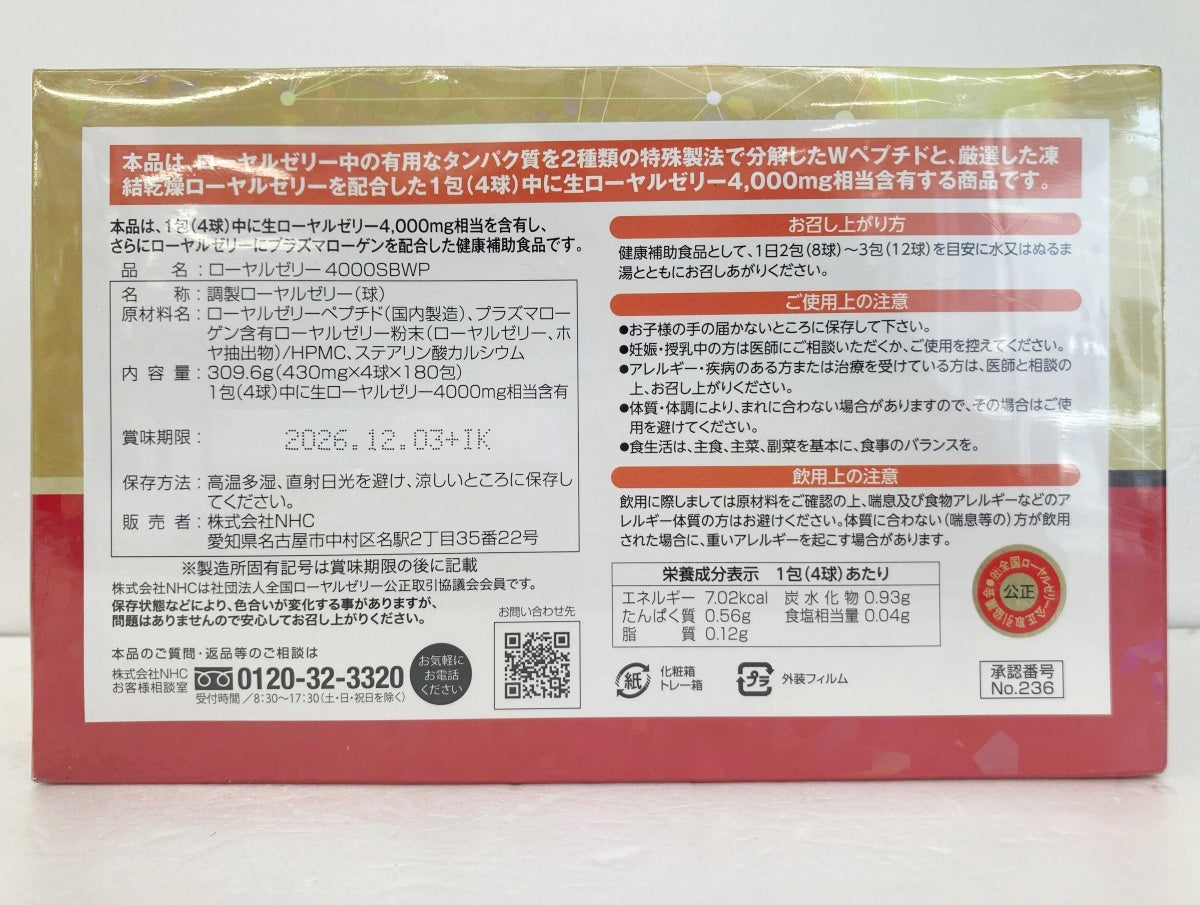 本品は、ローヤルゼリー中の有用なタンパク質を2種類の特殊製法で分解したWペプチドと、厳選した凍
結乾燥ローヤルゼリーを配合した1包(4球)中に生ローヤルゼリー4,000mg相当含有する商品です。
本品は、1包(4球)中に生ローヤルゼリー4,000mg相当を含有し、
さらにローヤルゼリーにプラズマローゲンを配合した健康補助食品です。
品名：ローヤルゼリー4000SBWP
名称：調製ローヤルゼリー(球)
原材料名：ローヤルゼリーペプチド(国内製造)、プラズマロー
ゲン含有ローヤルゼリー粉末(ローヤルゼリー、ホ
ヤ抽出物)/HPMC、ステアリン酸カルシウム
内容量：309.6g(430mg×4球×180包)
1包(4球)中に生ローヤルゼリー4000mg相当含有
賞味期限：2026.12.03+IK
保存方法：高温多湿、直射日光を避け、涼しいところに保存し
てください。
販売者：株式会社NHC
愛知県名古屋市中村区名駅2丁目35番22号
※製造所固有記号は賞味期限の後に記載
株式会社NHCは社団法人全国ローヤルゼリー公正取引協議会会員です。
保存状態などにより、色合いが変化する事がありますが、
問題はありませんので安心してお召し上がりください。
本品のご質問・返品等のご相談は
株式会社NHC
お客様相談室
0120-32-3320
受付時間／8:30〜17:30(土・日・祝日を除く)
お気軽に
お電話
ください
お問い合わせ先
お召し上がり方
健康補助食品として、1日2包(8球)〜3包(12球)を目安に水又はぬるま
湯とともにお召しあがりください。
ご使用上の注意
●お子様の手の届かないところに保存して下さい。
●妊娠・授乳中の方は医師にご相談いただくか、ご使用を控えてください。
●アレルギー・疾病のある方または治療を受けている方は、医師と相談の
上、お召し上がりください。
●体質・体調により、まれに合わない場合がありますので、その場合はご使
用を避けてください。
●食生活は、主食、主菜、副菜を基本に、食事のバランスを。
飲用上の注意
飲用に際しましては原材料をご確認の上、喘息及び食物アレルギーなどのア
レルギー体質の方はお避けください。体質に合わない(喘息等の)方が飲用
された場合に、重いアレルギーを起こす場合があります。
栄養成分表示 1包(4球)あたり
エネルギー 7.02kcal 炭水化物 0.93g
たんぱく質 0.56g 食塩相当量 0.04g
脂質 0.12g
(社)全国ローヤルゼリー公正取引協議会
公正
紙
化粧箱
トレー箱
プラ
外装フィルム
承認番号
No.236